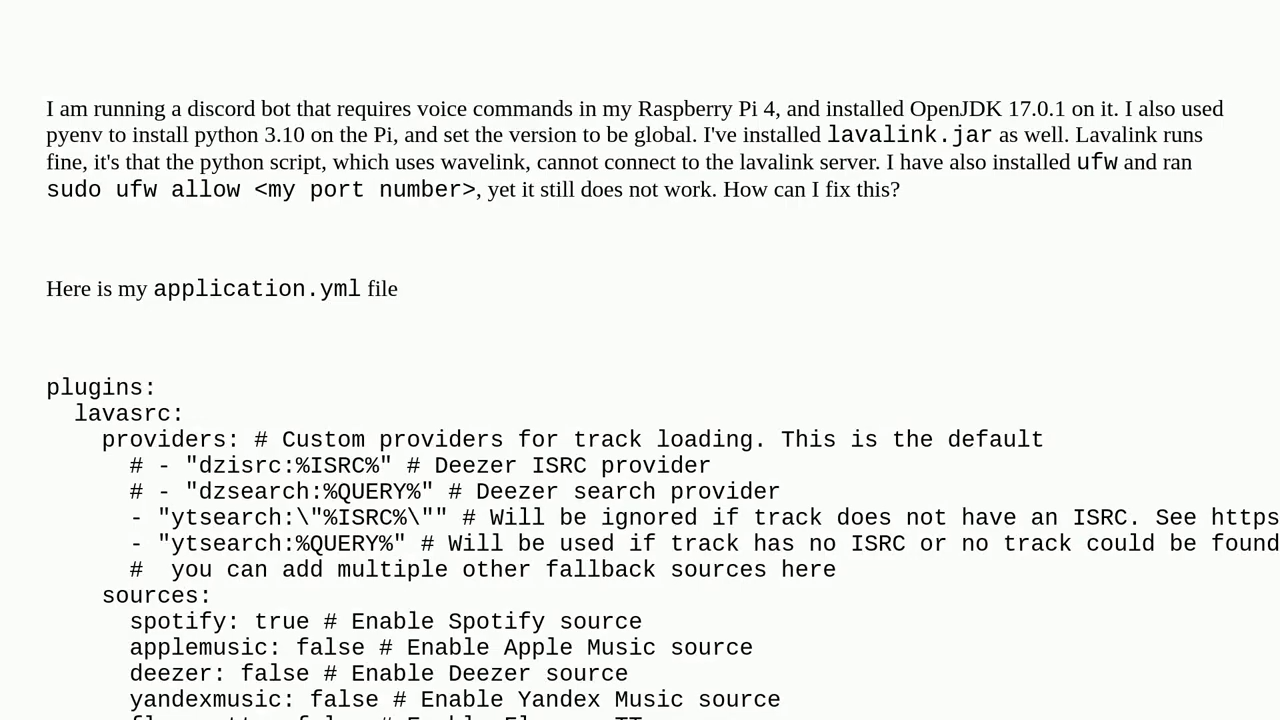 I am running a discord bot that requires voice commands in my Raspberry Pi 4, and installed OpenJDK 17.0.1 on it. I also used
pyenv to install python 3.10 on the Pi, and set the version to be global. I've installed lavalink.jar as well. Lavalink runs
fine, it's that the python script, which uses wavelink, cannot connect to the lavalink server. I have also installed ufw and ran
sudo ufw allow <my port number>, yet it still does not work. How can I fix this?
Here is my application.yml file
plugins:
  lavasrc:
    providers: # Custom providers for track loading. This is the default
      # - "dzisrc:%ISRC%" # Deezer ISRC provider
      # - "dzsearch:%QUERY%" # Deezer search provider
      - "ytsearch:\"%ISRC%\"" # Will be ignored if track does not have an ISRC. See https
      - "ytsearch:%QUERY%" # Will be used if track has no ISRC or no track could be found
      #  you can add multiple other fallback sources here
    sources:
      spotify: true # Enable Spotify source
      applemusic: false # Enable Apple Music source
      deezer: false # Enable Deezer source
      yandexmusic: false # Enable Yandex Music source